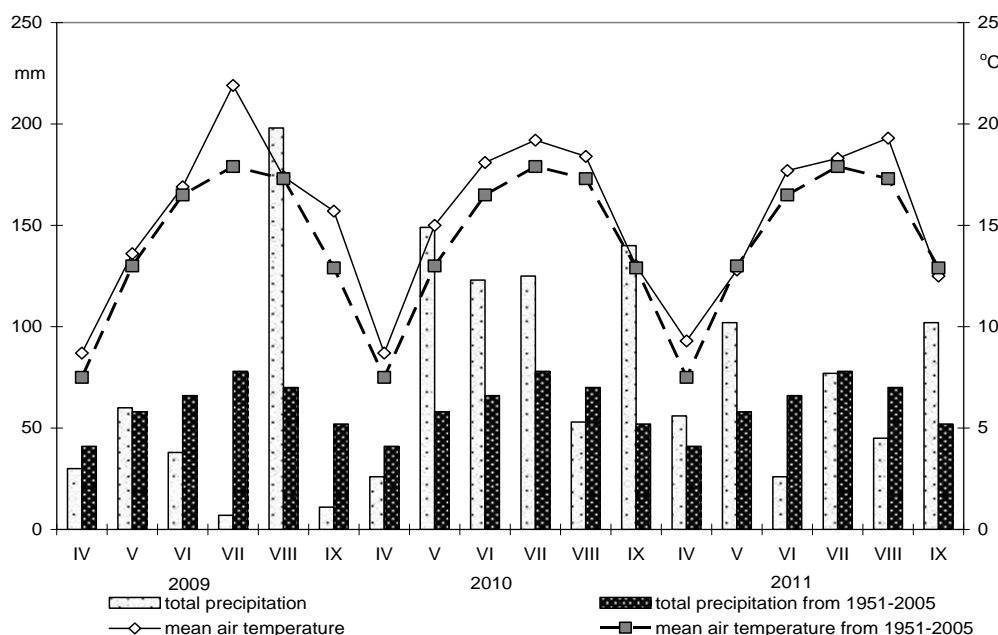 250 25
mm °C
200 20
150 15
100 10
50 5
0 0
IV V VI VII VIII IX IV V VI VII VIII IX IV V VI VII VIII IX
2009 2010 2011
total precipitation total precipitation from 1951-2005
mean air temperature mean air temperature from 1951-2005